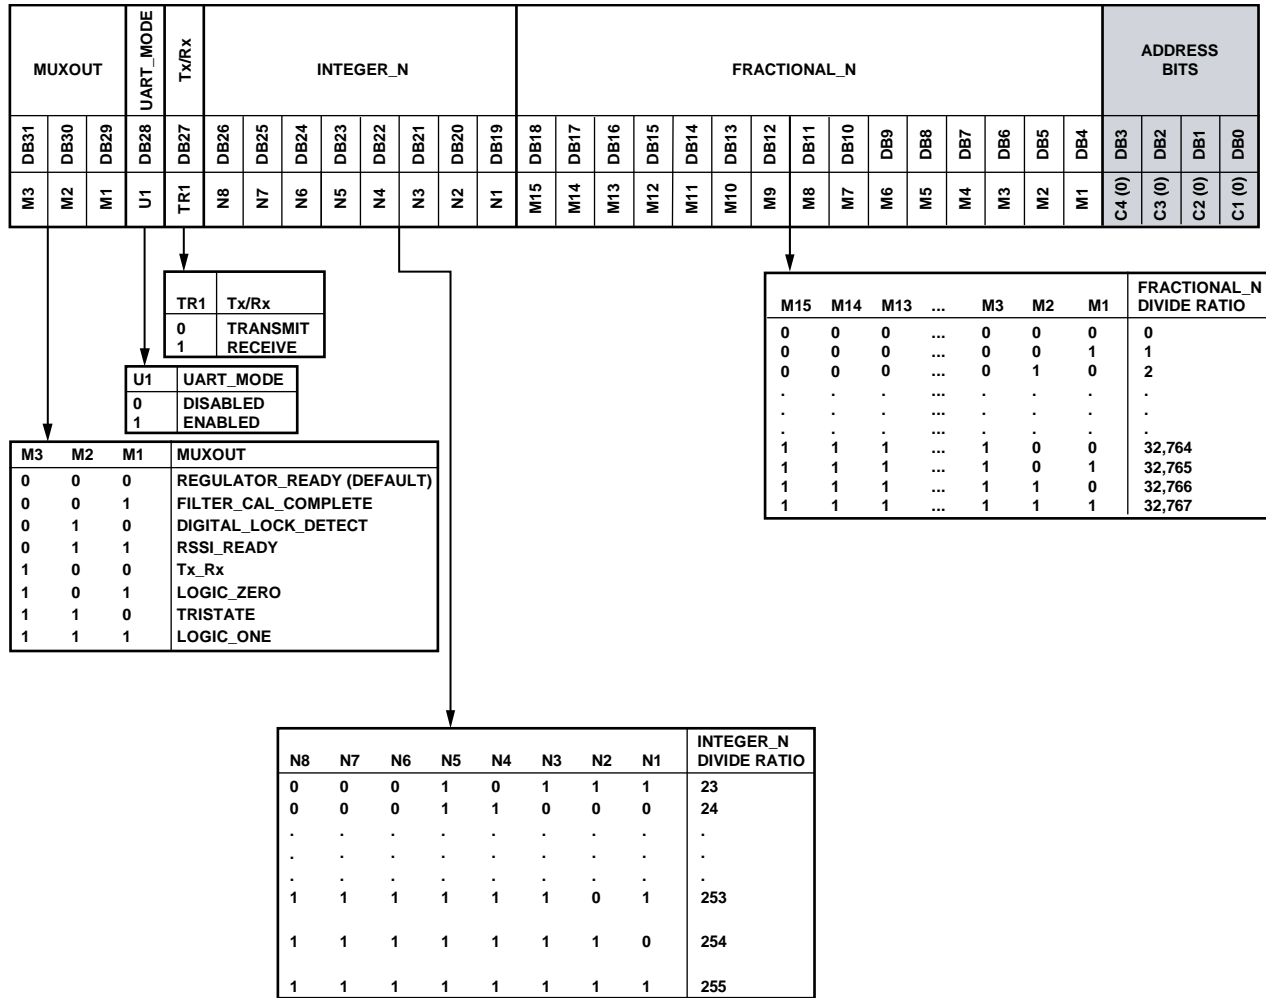 MUXOUT UART_MODE Tx/Rx INTEGER_N FRACTIONAL_N ADDRESS
BITS
DB31 DB30 DB29 DB28 DB27 DB26 DB25 DB24 DB23 DB22 DB21 DB20 DB19 DB18 DB17 DB16 DB15 DB14 DB13 DB12 DB11 DB10 DB9 DB8 DB7 DB6 DB5 DB4 DB3 DB2 DB1 DB0
M3 M2 M1 U1 TR1 N8 N7 N6 N5 N4 N3 N2 N1 M15 M14 M13 M12 M11 M10 M9 M8 M7 M6 M5 M4 M3 M2 M1 C4 (0) C3 (0) C2 (0) C1 (0)
TR1 Tx/Rx
0 TRANSMIT
1 RECEIVE
U1 UART_MODE
0 DISABLED
1 ENABLED
M3 M2 M1 MUXOUT
0 0 0 REGULATOR_READY (DEFAULT)
0 0 1 FILTER_CAL_COMPLETE
0 1 0 DIGITAL_LOCK_DETECT
0 1 1 RSSI_READY
1 0 0 Tx_Rx
1 0 1 LOGIC_ZERO
1 1 0 TRISTATE
1 1 1 LOGIC_ONE
FRACTIONAL_N
M15 M14 M13 ... M3 M2 M1 DIVIDE RATIO
0 0 0 ... 0 0 0 0
0 0 0 ... 0 0 1 1
0 0 0 ... 0 1 0 2
. . . ... . . . .
. . . ... . . . .
. . . ... . . . .
1 1 1 ... 1 0 0 32,764
1 1 1 ... 1 0 1 32,765
1 1 1 ... 1 1 0 32,766
1 1 1 ... 1 1 1 32,767
INTEGER_N
N8 N7 N6 N5 N4 N3 N2 N1 DIVIDE RATIO
0 0 0 1 0 1 1 1 23
0 0 0 1 1 0 0 0 24
. . . . . . . . .
. . . . . . . . .
. . . . . . . . .
1 1 1 1 1 1 0 1 253
1 1 1 1 1 1 1 0 254
1 1 1 1 1 1 1 1 255